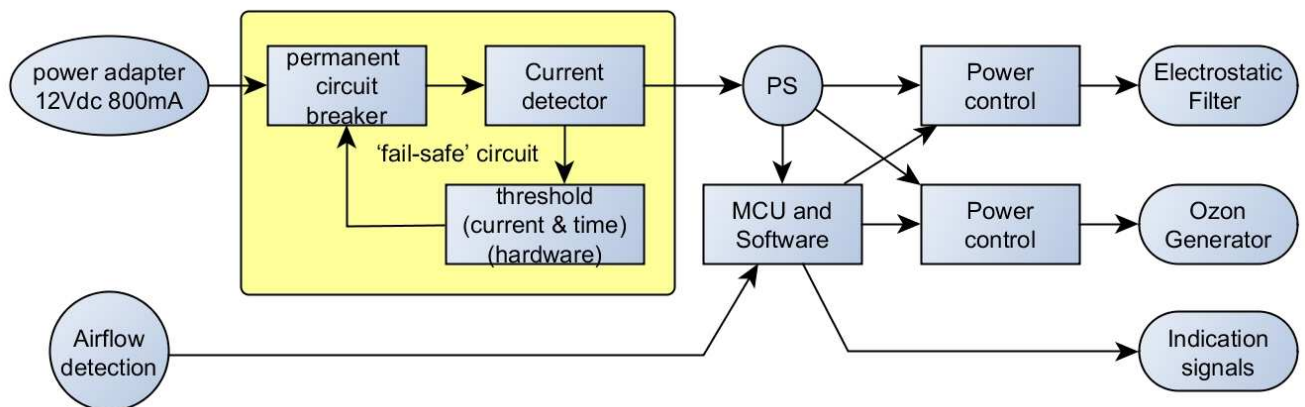 power adapter
12Vdc 800mA
permanent
circuit
breaker
Current
detector
'fail-safe' circuit
threshold
(current & time)
(hardware)
PS
Power
control
Electrostatic
Filter
MCU and
Software
Power
control
Ozon
Generator
Airflow
detection
Indication
signals